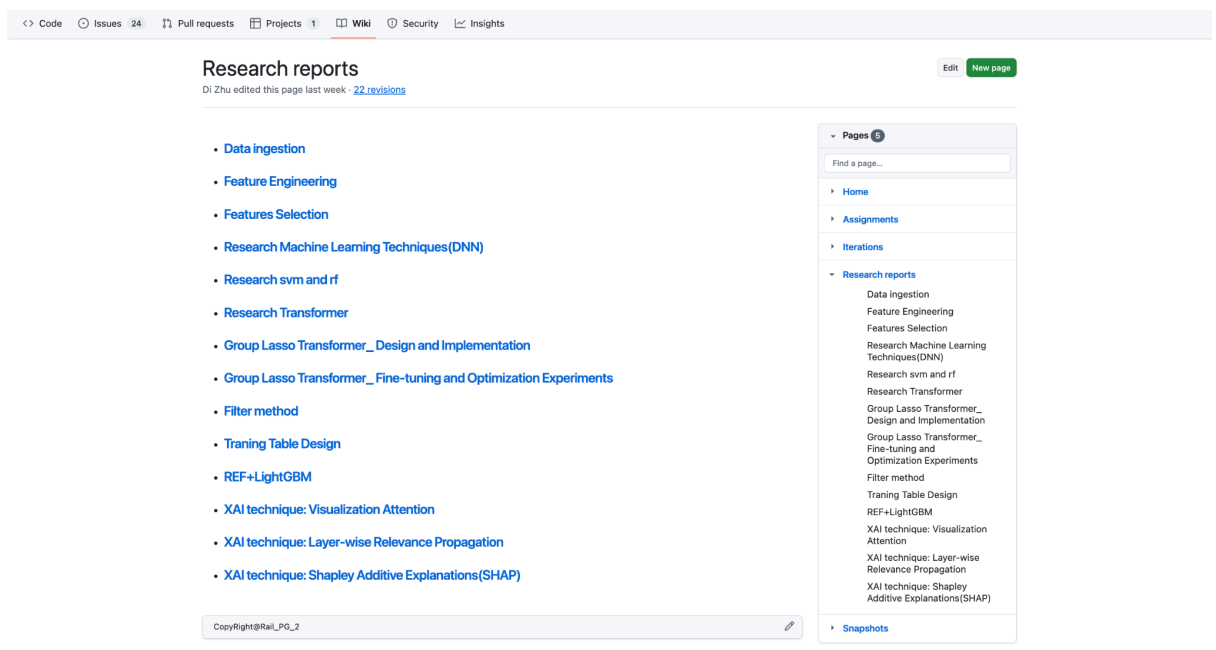 Code Issues 24 Pull requests Projects 1 Wiki Security Insights
Research reports
Edit New page
Di Zhu edited this page last week · 22 revisions
• Data ingestion
• Feature Engineering
• Features Selection
• Research Machine Learning Techniques(DNN)
• Research svm and rf
• Research Transformer
• Group Lasso Transformer_ Design and Implementation
• Group Lasso Transformer_ Fine-tuning and Optimization Experiments
• Filter method
• Traning Table Design
• REF+LightGBM
• XAI technique: Visualization Attention
• XAI technique: Layer-wise Relevance Propagation
• XAI technique: Shapley Additive Explanations(SHAP)
CopyRight@Rail_PG_2
Pages 5
Find a page...
Home
Assignments
Iterations
Research reports
Data ingestion
Feature Engineering
Features Selection
Research Machine Learning
Techniques(DNN)
Research svm and rf
Research Transformer
Group Lasso Transformer_
Design and Implementation
Group Lasso Transformer_
Fine-tuning and
Optimization Experiments
Filter method
Traning Table Design
REF+LightGBM
XAI technique: Visualization
Attention
XAI technique: Layer-wise
Relevance Propagation
XAI technique: Shapley
Additive Explanations(SHAP)
Snapshots